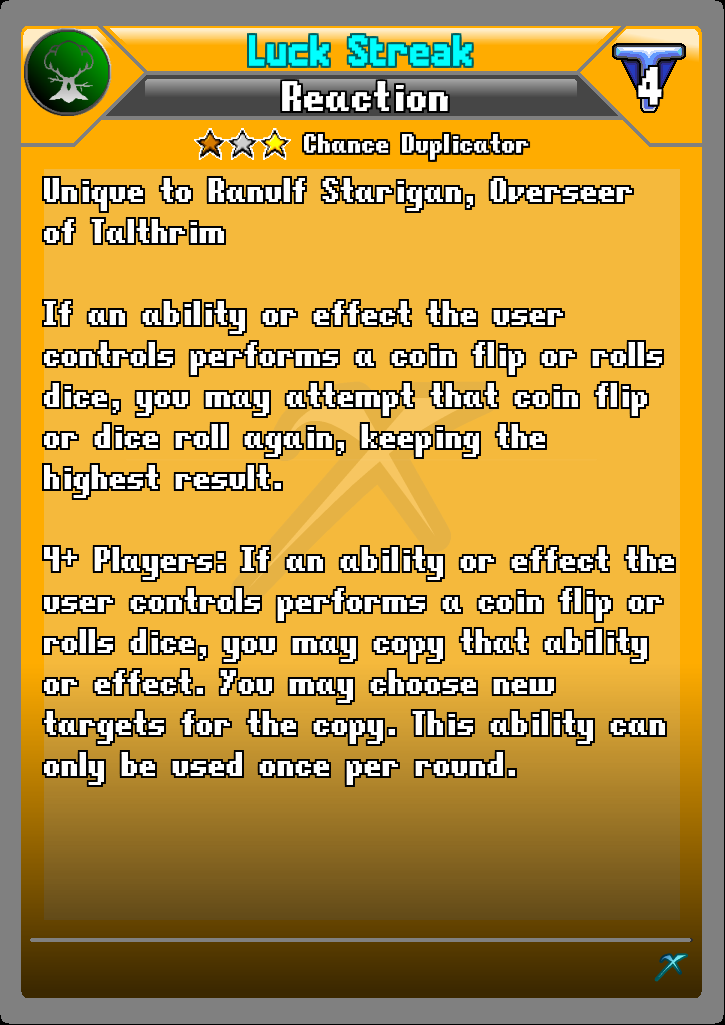 Luck Streak
4
Reaction
Chance Duplicator
Unique to Ranulf Starigan, Overseer
of Talthrim
If an ability or effect the user
controls performs a coin flip or rolls
dice, you may attempt that coin flip
or dice roll again, keeping the
highest result.
4+ Players: If an ability or effect the
user controls performs a coin flip or
rolls dice, you may copy that ability
or effect. You may choose new
targets for the copy. This ability can
only be used once per round.